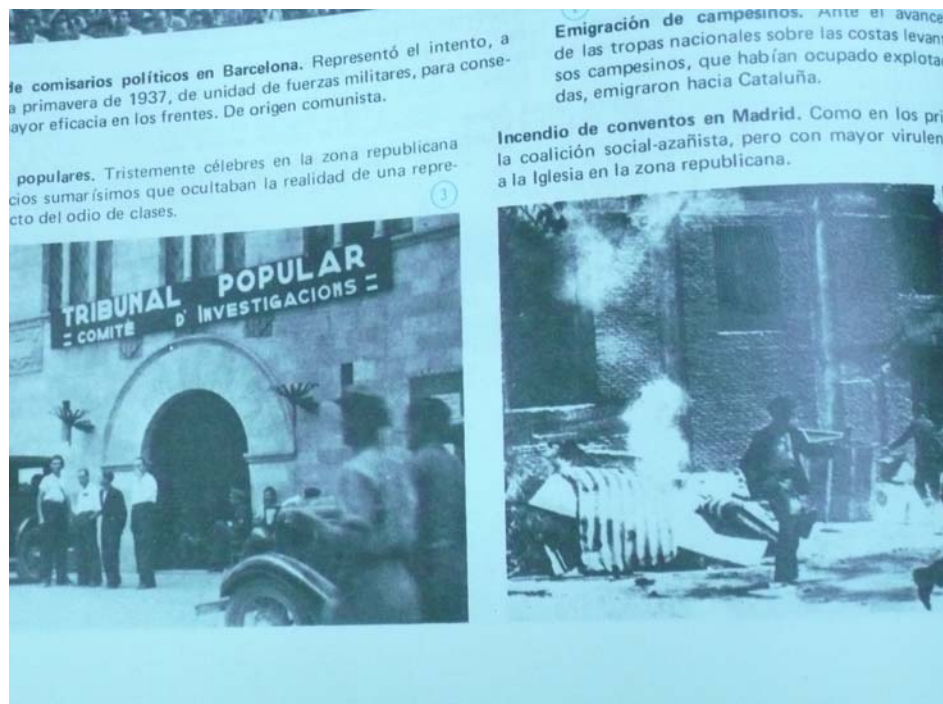 de comisarios políticos en Barcelona. Representó el intento, a
primavera de 1937, de unidad de fuerzas militares, para conse-
ayor eficacia en los frentes. De origen comunista.
populares. Tristemente célebres en la zona republicana
cios sumarísimos que ocultaban la realidad de una repre-
cto del odio de clases.
3
TRIBUNAL POPULAR
= COMITÈ D'INVESTIGACIONS =
Emigración de campesinos. Ante el avance
de las tropas nacionales sobre las costas levan
sos campesinos, que habían ocupado explota
das, emigraron hacia Cataluña.
Incendio de conventos en Madrid. Como en los pri
la coalición social-azañista, pero con mayor virulen
a la Iglesia en la zona republicana.